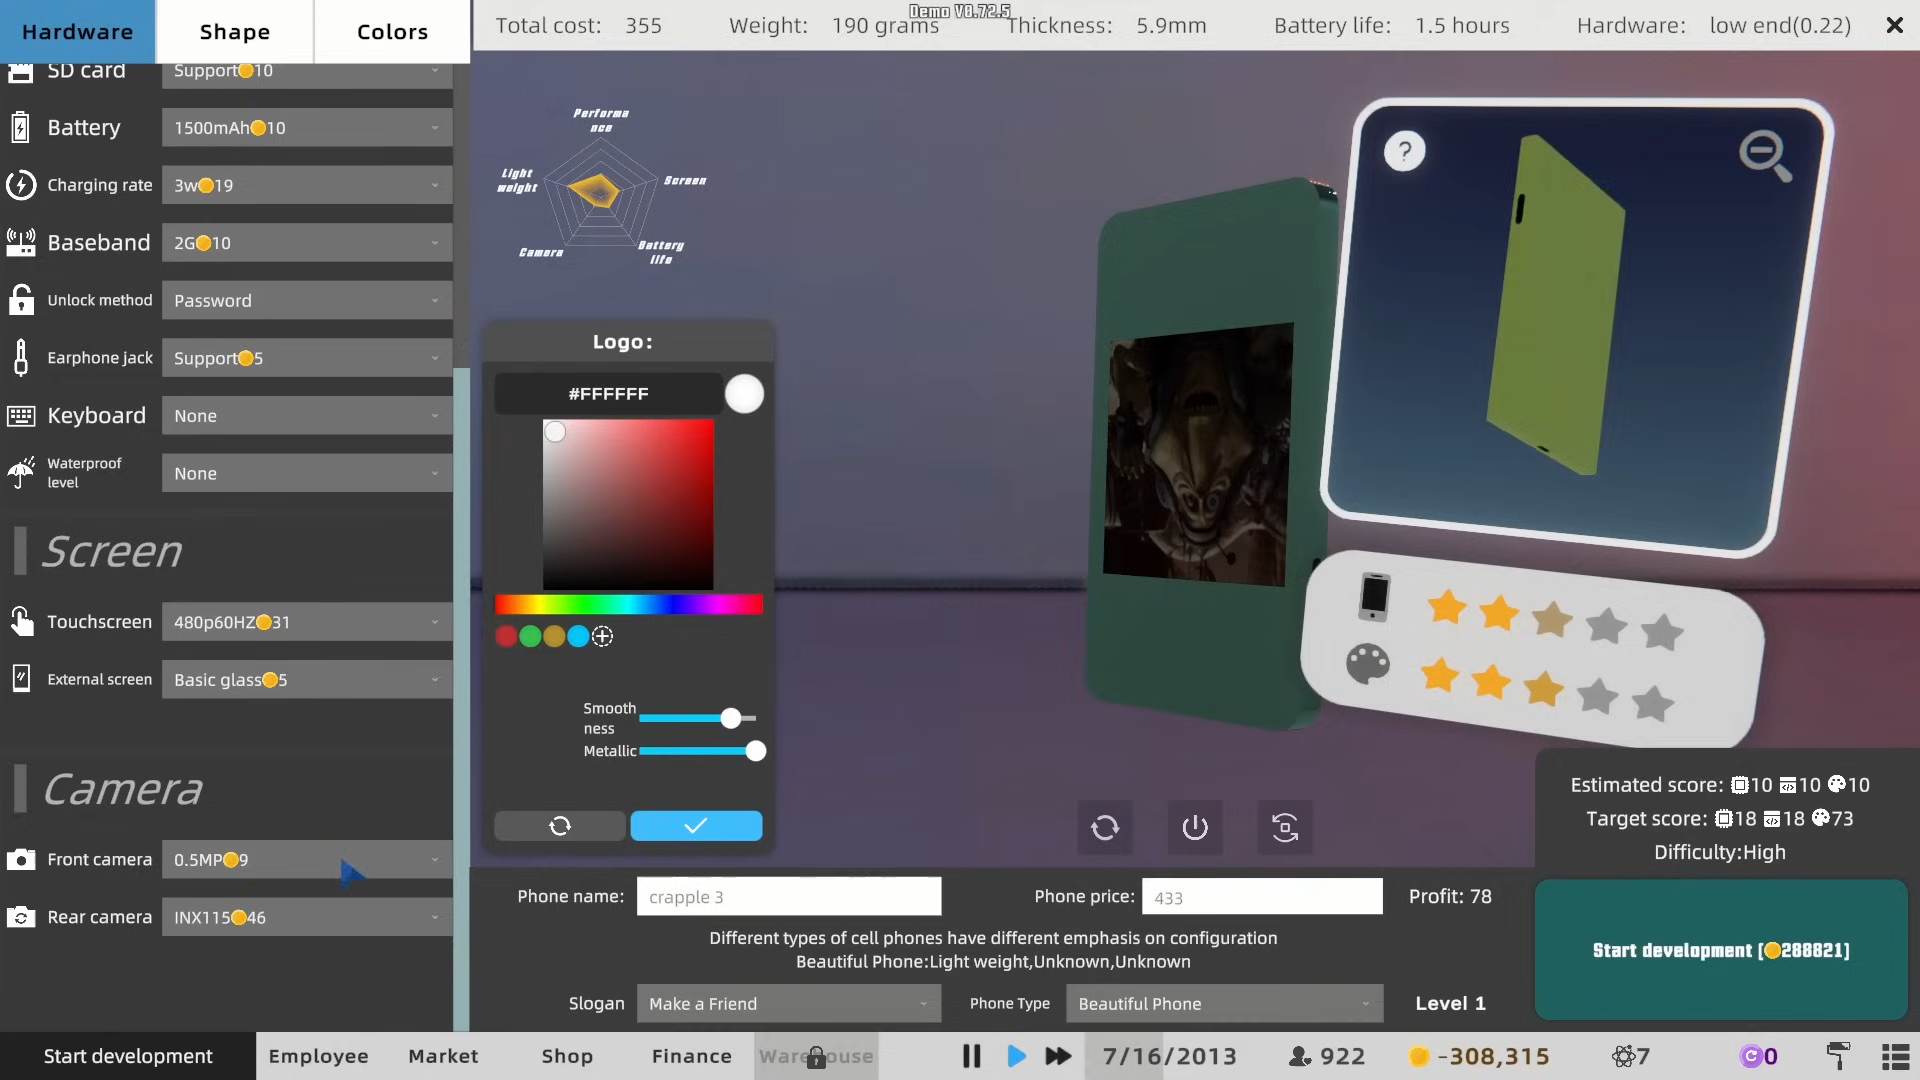 Demo V0.72.5
Hardware Shape Colors
Total cost: 355 Weight: 190 grams Thickness: 5.9mm Battery life: 1.5 hours Hardware: low end(0.22)
SD card Support 10
Battery 1500mAh 10
Charging rate 3w 19
Baseband 2G 10
Unlock method Password
Earphone jack Support 5
Keyboard None
Waterproof
level
None
Screen
Touchscreen 480p60HZ 31
External screen Basic glass 5
Camera
Front camera 0.5MP 9
Rear camera INX115 46
Performa
nce
Light
weight
Screen
Camera
Battery
life
Logo:
#FFFFFF
Smooth
ness
Metallic
?
Estimated score: 10 10 10
Target score: 18 18 73
Difficulty:High
Phone name: crapple 3 Phone price: 433 Profit: 78
Different types of cell phones have different emphasis on configuration
Beautiful Phone:Light weight,Unknown,Unknown
Slogan Make a Friend Phone Type Beautiful Phone Level 1
Start development [288821]
Start development Employee Market Shop Finance Warehouse 7/16/2013 922 -308,315 7 0